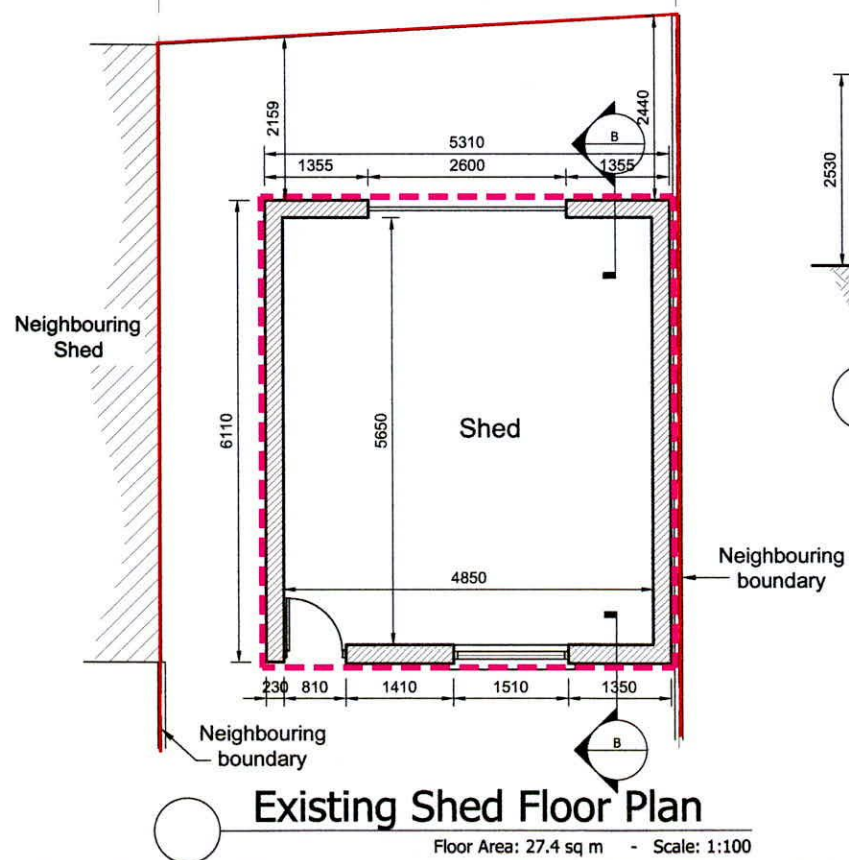 2159
2440
5310
B
1355
2600
1355
2530
Neighbouring
Shed
6110
5650
Shed
4850
Neighbouring
boundary
230
810
1410
1510
1350
Neighbouring
boundary
B
Existing Shed Floor Plan
Floor Area: 27.4 sq m - Scale: 1:100